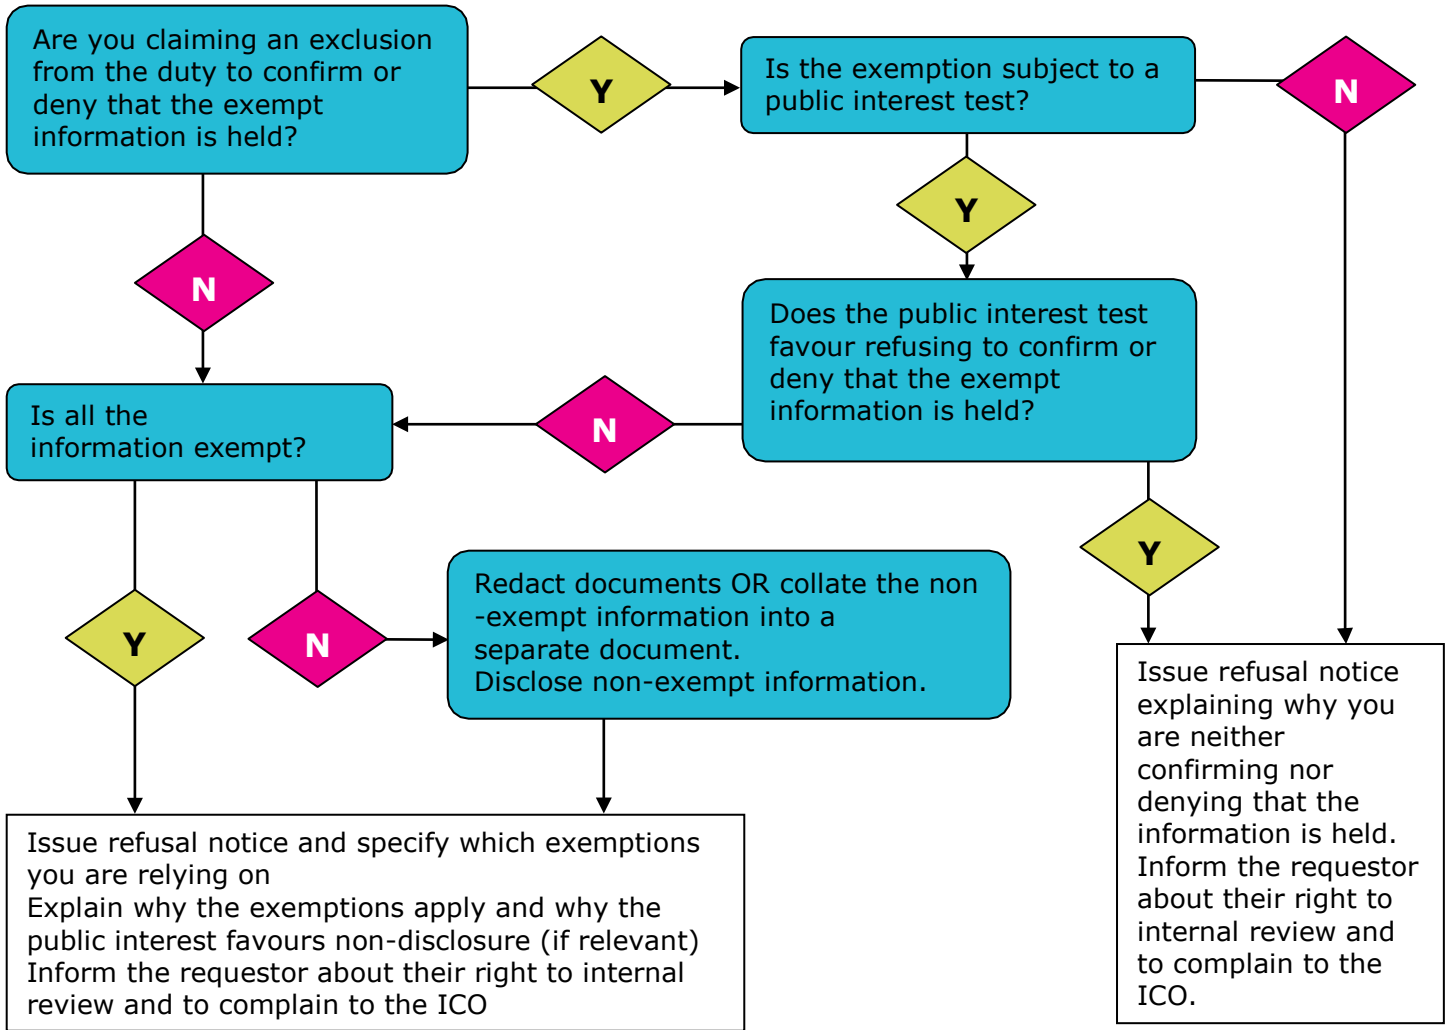 Are you claiming an exclusion
from the duty to confirm or
deny that the exempt
information is held?
Y
Is the exemption subject to a
public interest test?
N
Y
N
Does the public interest test
favour refusing to confirm or
deny that the exempt
information is held?
Is all the
information exempt?
N
Y
Y
N
Redact documents OR collate the non
-exempt information into a
separate document.
Disclose non-exempt information.
Issue refusal notice
explaining why you
are neither
confirming nor
denying that the
information is held.
Inform the requestor
about their right to
internal review and
to complain to the
ICO.
Issue refusal notice and specify which exemptions
you are relying on
Explain why the exemptions apply and why the
public interest favours non-disclosure (if relevant)
Inform the requestor about their right to internal
review and to complain to the ICO